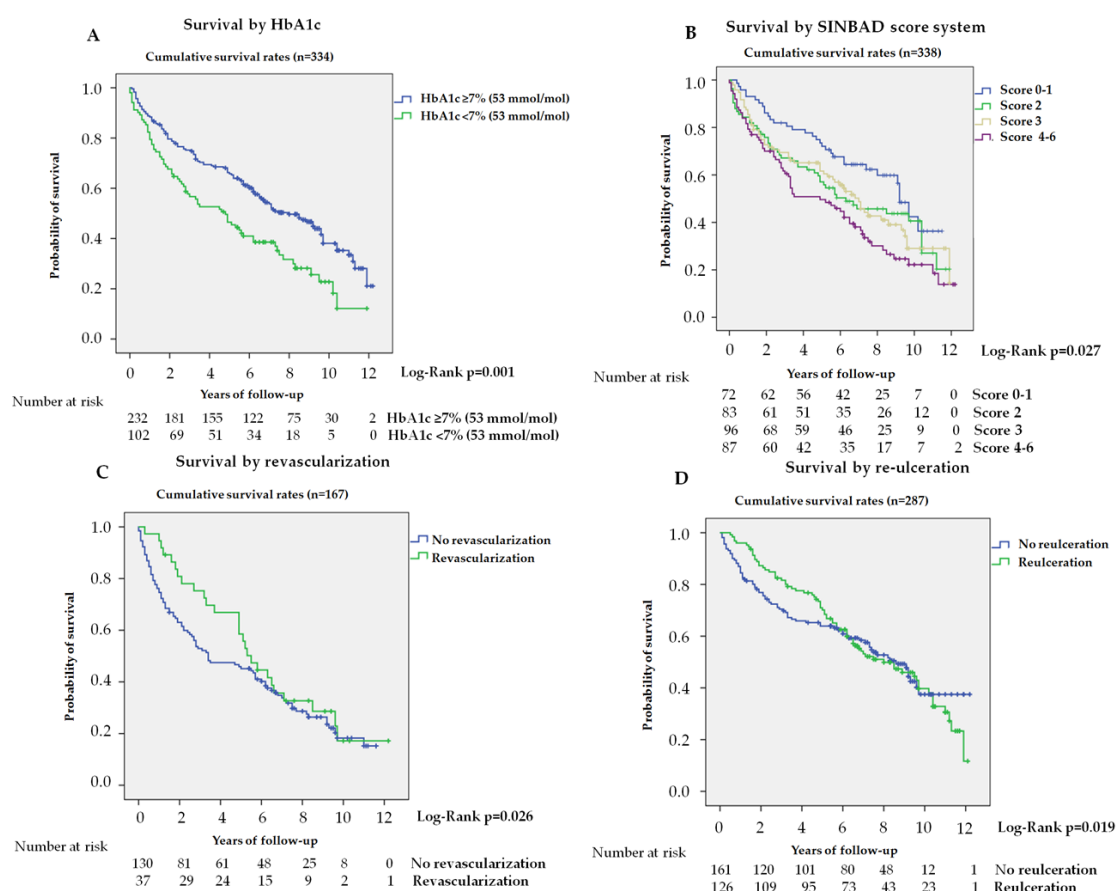 A
Survival by HbA1c
Cumulative survival rates (n=334)
Probability of survival
1.0
0.8
0.6
0.4
0.2
0.0
HbA1c ≥7% (53 mmol/mol)
HbA1c <7% (53 mmol/mol)
0 2 4 6 8 10 12
Log-Rank p=0.001
Years of follow-up
Number at risk
232 181 155 122 75 30 2 HbA1c ≥7% (53 mmol/mol)
102 69 51 34 18 5 0 HbA1c <7% (53 mmol/mol)
B
Survival by SINBAD score system
Cumulative survival rates (n=338)
Probability of survival
1.0
0.8
0.6
0.4
0.2
0.0
Score 0-1
Score 2
Score 3
Score 4-6
0 2 4 6 8 10 12
Log-Rank p=0.027
Years of follow-up
Number at risk
72 62 56 42 25 7 0 Score 0-1
83 61 51 35 26 12 0 Score 2
96 68 59 46 25 9 0 Score 3
87 60 42 35 17 7 2 Score 4-6
C
Survival by revascularization
Cumulative survival rates (n=167)
Probability of survival
1.0
0.8
0.6
0.4
0.2
0.0
No revascularization
Revascularization
0 2 4 6 8 10 12
Log-Rank p=0.026
Years of follow-up
Number at risk
130 81 61 48 25 8 0 No revascularization
37 29 24 15 9 2 1 Revascularization
D
Survival by re-ulceration
Cumulative survival rates (n=287)
Probability of survival
1.0
0.8
0.6
0.4
0.2
0.0
No reulceration
Reulceration
0 2 4 6 8 10 12
Log-Rank p=0.019
Years of follow-up
Number at risk
161 120 101 80 48 12 1 No reulceration
126 109 95 73 43 23 1 Reulceration